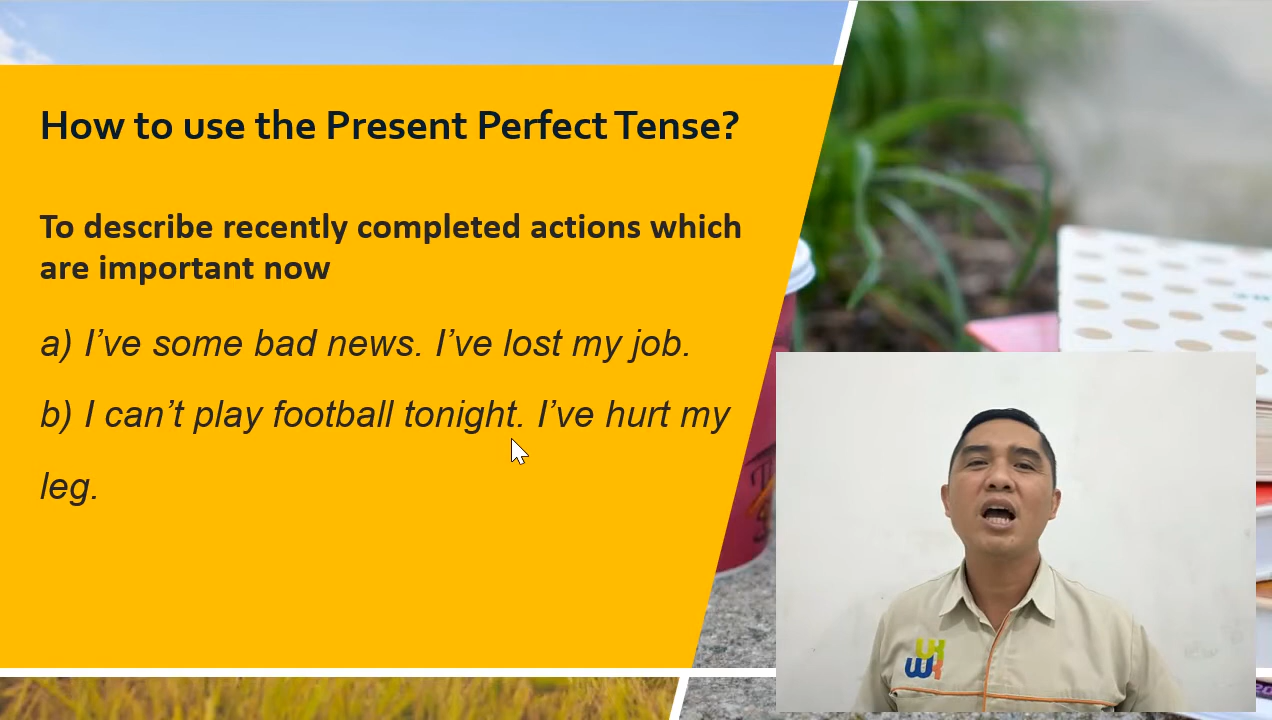 How to use the Present Perfect Tense?
To describe recently completed actions which
are important now
a) I’ve some bad news. I’ve lost my job.
b) I can’t play football tonight. I’ve hurt my
leg.